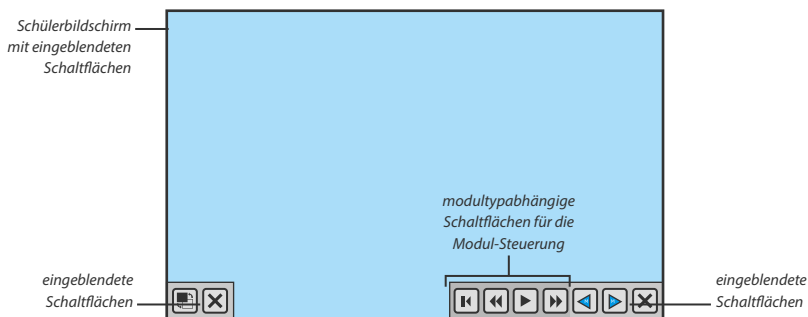 Schülerbildschirm
mit eingeblendeten
Schaltflächen
modultypabhängige
Schaltflächen für die
Modul-Steuerung
eingeblendete
Schaltflächen
eingeblendete
Schaltflächen